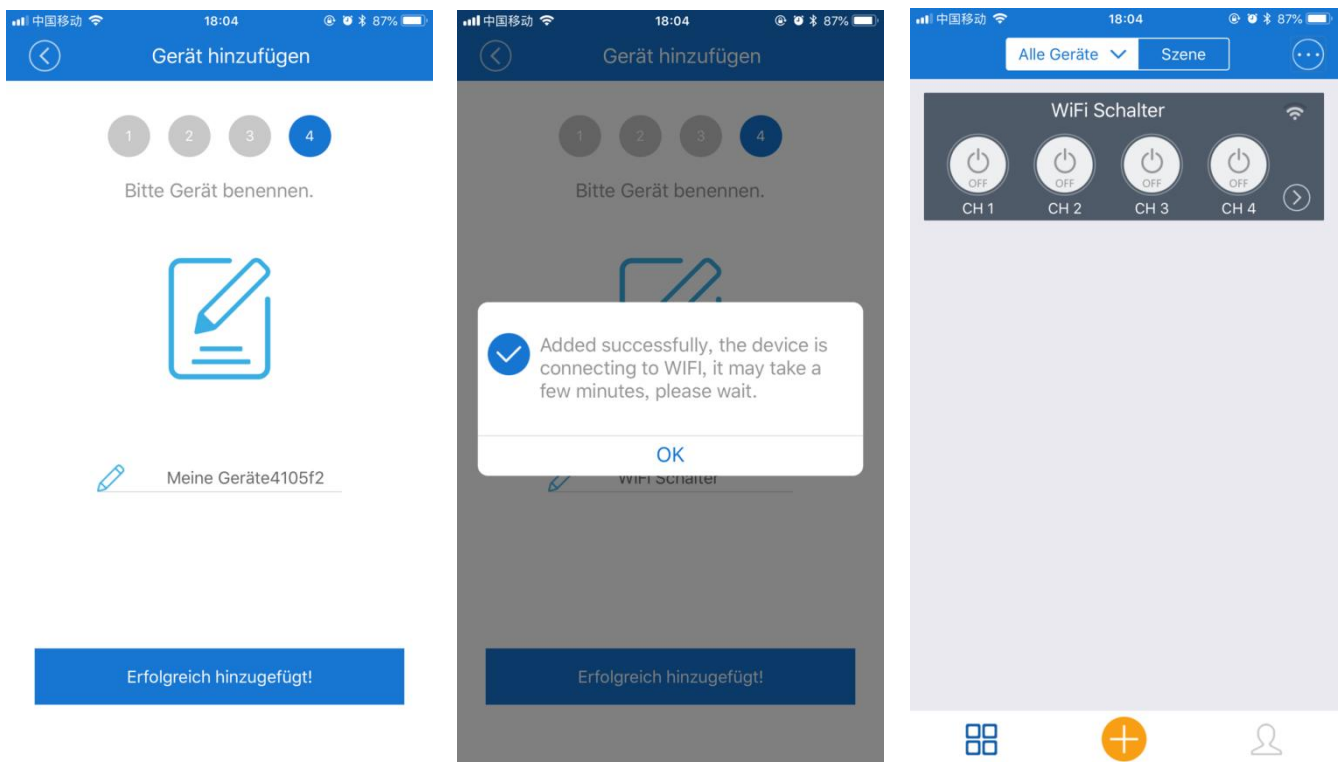 中国移动 18:04 87%
Gerät hinzufügen
1 2 3 4
Bitte Gerät benennen.
Meine Geräte4105f2
Erfolgreich hinzugefügt!
中国移动 18:04 87%
Gerät hinzufügen
1 2 3 4
Bitte Gerät benennen.
Added successfully, the device is
connecting to WIFI, it may take a
few minutes, please wait.
OK
WiFi Schalter
Erfolgreich hinzugefügt!
中国移动 18:04 87%
Alle Geräte Szene
WiFi Schalter
OFF OFF OFF OFF
CH 1 CH 2 CH 3 CH 4